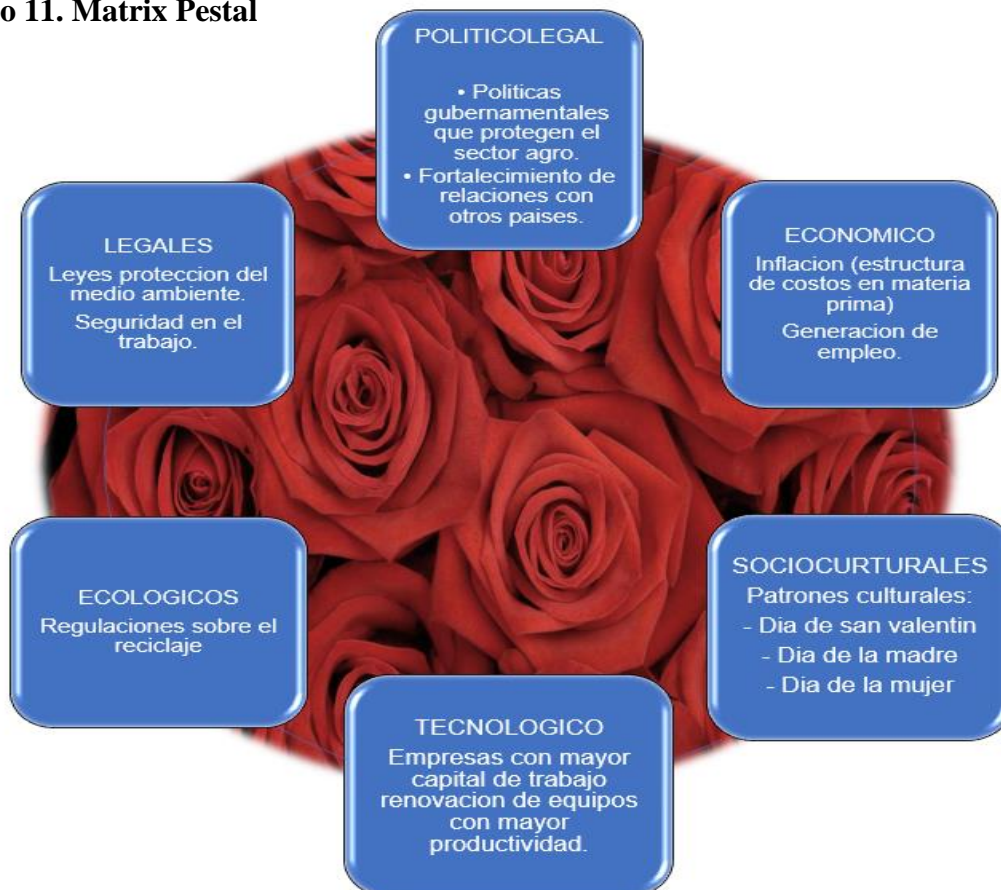 o 11. Matrix Pestal
POLITICOLEGAL
• Politicas
gubernamentales
que protegen el
sector agro.
• Fortalecimiento de
relaciones con
otros paises.
LEGALES
Leyes proteccion del
medio ambiente.
Seguridad en el
trabajo.
ECONOMICO
Inflacion (estructura
de costos en materia
prima)
Generacion de
empleo.
ECOLOGICOS
Regulaciones sobre el
reciclaje
SOCIOCURTURALES
Patrones culturales:
- Dia de san valentin
- Dia de la madre
- Dia de la mujer
TECNOLOGICO
Empresas con mayor
capital de trabajo
renovacion de equipos
con mayor
productividad.